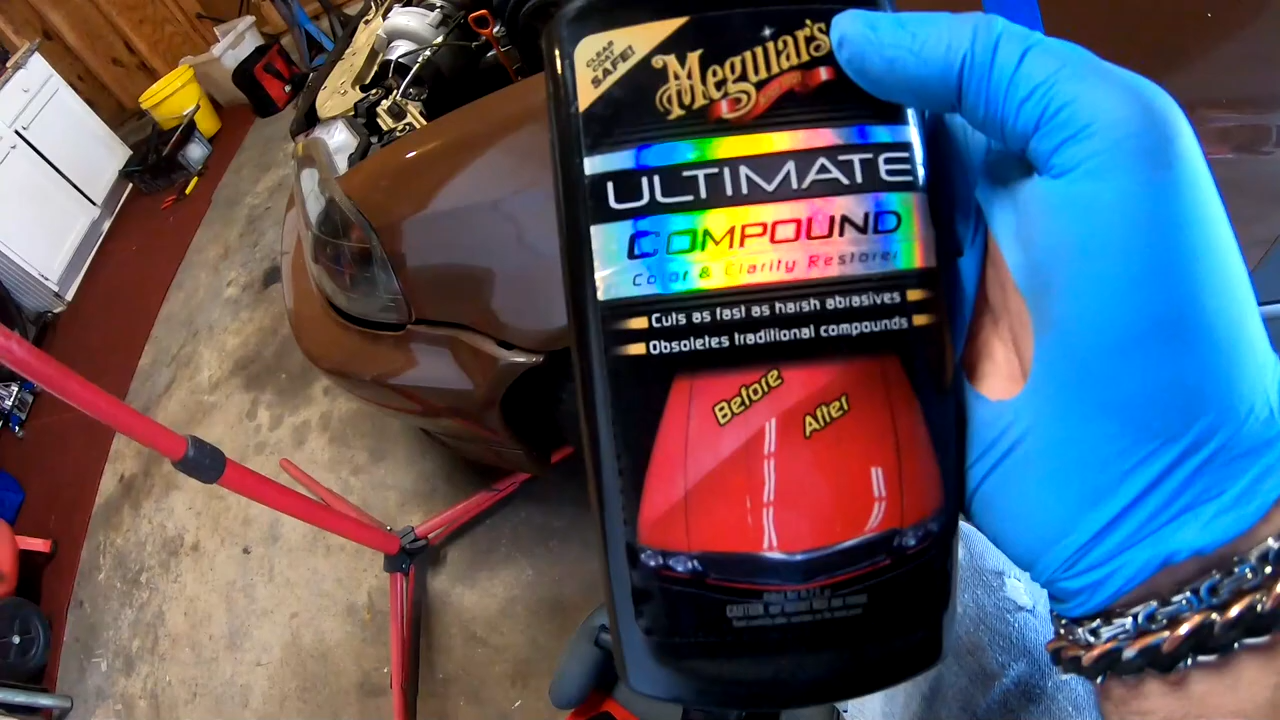 CLEAR
COAT
SAFE!
Meguiar's
ULTIMATE
COMPOUND
Color & Clarity Restorer
Cuts as fast as harsh abrasives
Obsoletes traditional compounds
Before
After
CAUTION